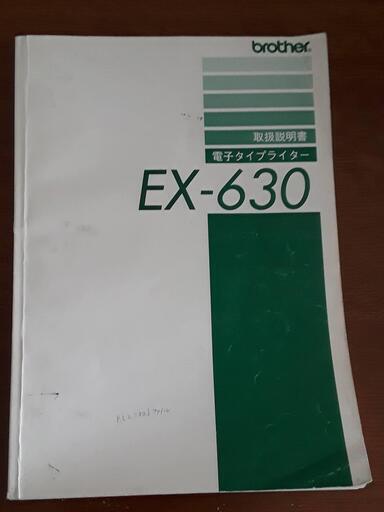 brother
取扱説明書
電子タイプライター
EX-630